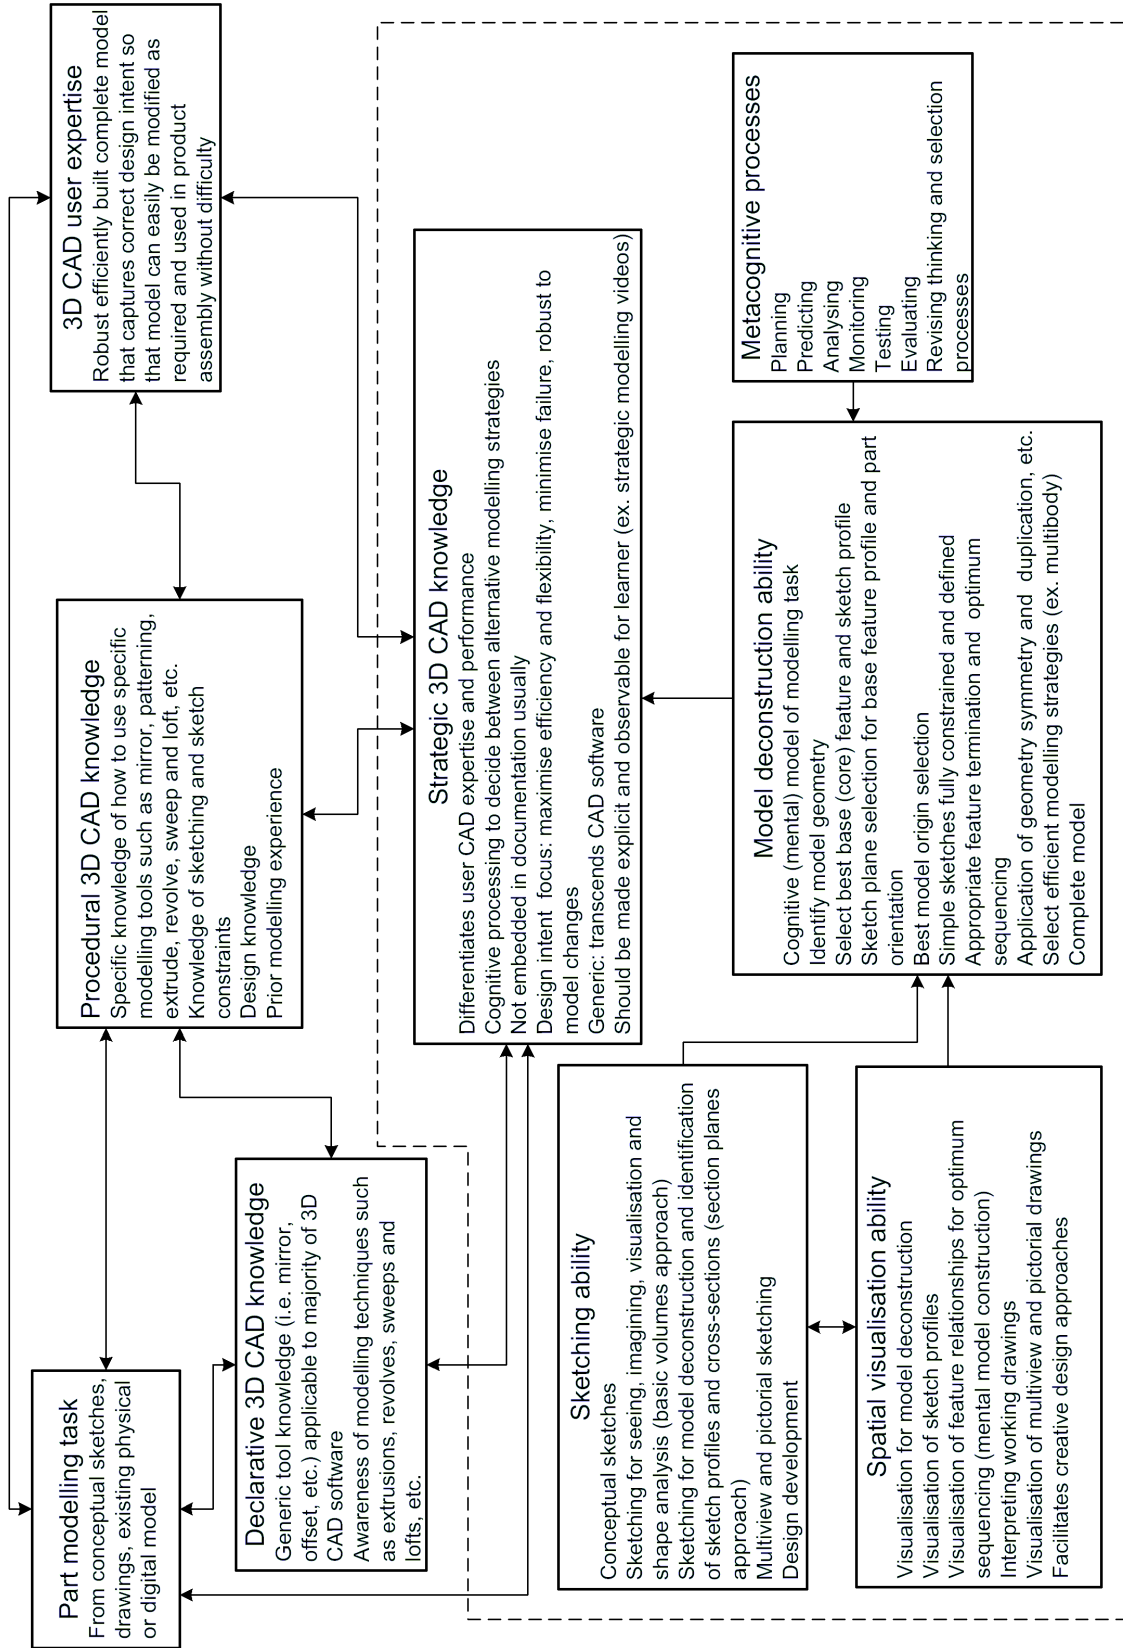 Part modelling task
From conceptual sketches,
drawings, existing physical
or digital model
Procedural 3D CAD knowledge
Specific knowledge of how to use specific
modelling tools such as mirror, patterning,
extrude, revolve, sweep and loft, etc.
Knowledge of sketching and sketch
constraints
Design knowledge
Prior modelling experience
3D CAD user expertise
Robust efficiently built complete model
that captures correct design intent so
that model can easily be modified as
required and used in product
assembly without difficulty
Declarative 3D CAD knowledge
Generic tool knowledge (i.e. mirror,
offset, etc.) applicable to majority of 3D
CAD software
Awareness of modelling techniques such
as extrusions, revolves, sweeps and
lofts, etc.
Strategic 3D CAD knowledge
Differentiates user CAD expertise and performance
Cognitive processing to decide between alternative modelling strategies
Not embedded in documentation usually
Design intent focus: maximise efficiency and flexibility, minimise failure, robust to
model changes
Generic: transcends CAD software
Should be made explicit and observable for learner (ex. strategic modelling videos)
Sketching ability
Conceptual sketches
Sketching for seeing, imagining, visualisation and
shape analysis (basic volumes approach)
Sketching for model deconstruction and identification
of sketch profiles and cross-sections (section planes
approach)
Multiview and pictorial sketching
Design development
Model deconstruction ability
Cognitive (mental) model of modelling task
Identify model geometry
Select best base (core) feature and sketch profile
Sketch plane selection for base feature profile and part
orientation
Best model origin selection
Simple sketches fully constrained and defined
Appropriate feature termination and optimum
sequencing
Application of geometry symmetry and duplication, etc.
Select efficient modelling strategies (ex. multibody)
Complete model
Metacognitive processes
Planning
Predicting
Analysing
Monitoring
Testing
Evaluating
Revising thinking and selection
processes
Spatial visualisation ability
Visualisation for model deconstruction
Visualisation of sketch profiles
Visualisation of feature relationships for optimum
sequencing (mental model construction)
Interpreting working drawings
Visualisation of multiview and pictorial drawings
Facilitates creative design approaches